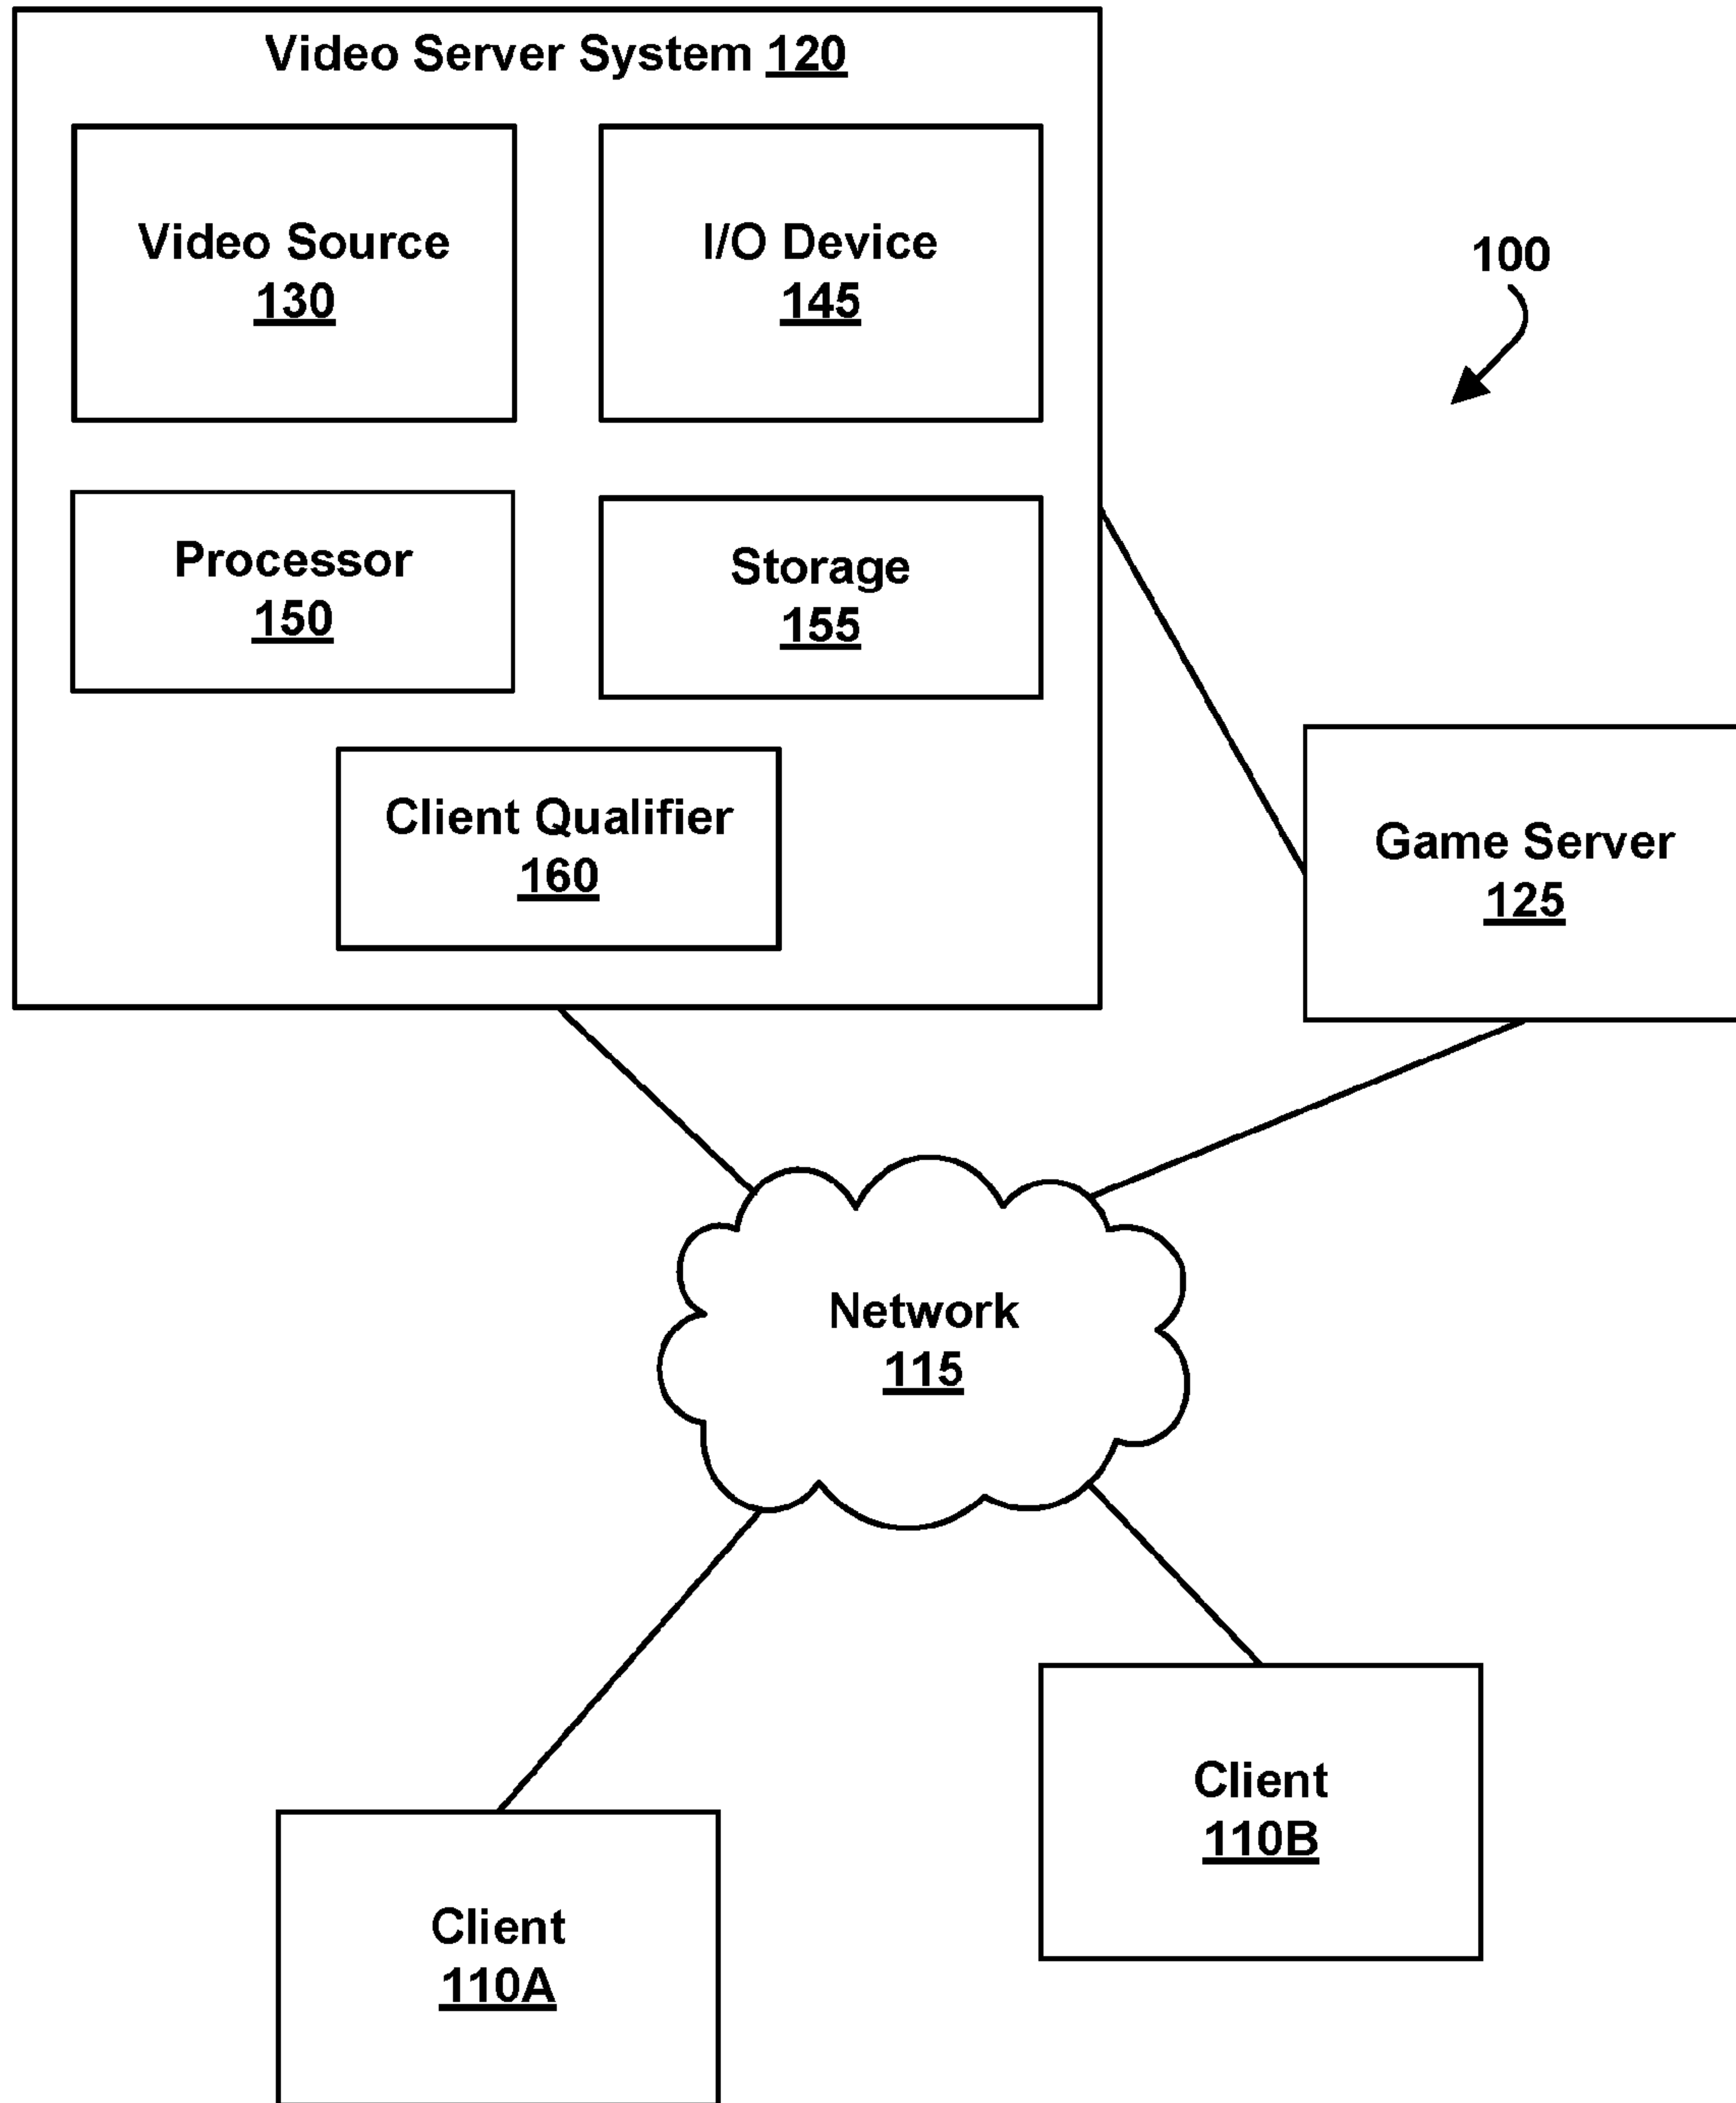 Video Server System 120
Video Source
130
I/O Device
145
100
Processor
150
Storage
155
Client Qualifier
160
Game Server
125
Network
115
Client
110B
Client
110A